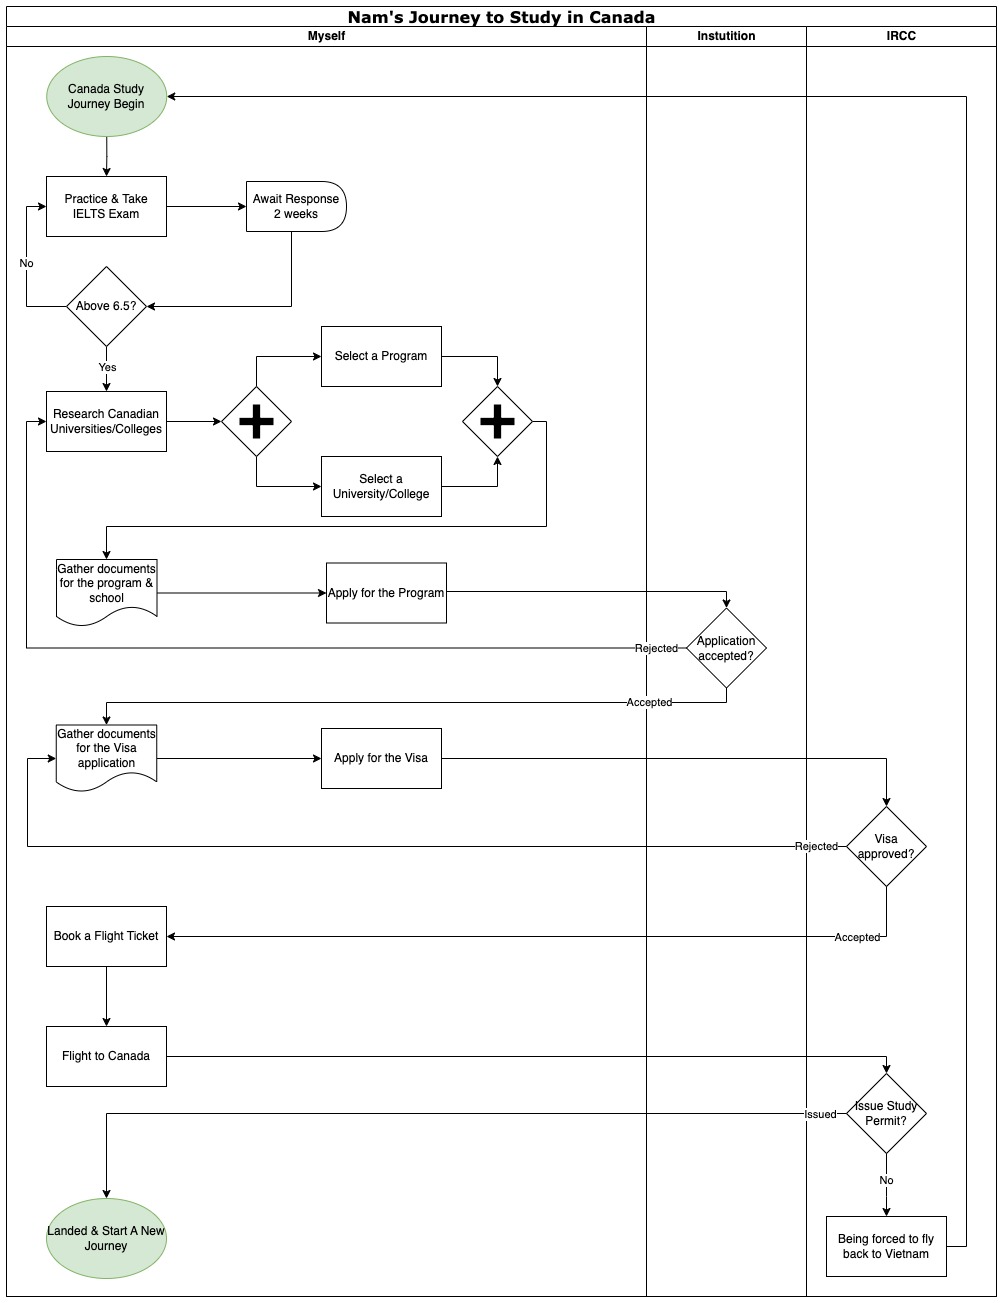 Nam's Journey to Study in Canada
Myself
Instutition
IRCC
Canada Study
Journey Begin
Practice & Take
IELTS Exam
Await Response
2 weeks
No
Above 6.5?
Yes
Select a Program
Research Canadian
Universities/Colleges
Select a
University/College
Gather documents
for the program &
school
Apply for the Program
Application
accepted?
Rejected
Accepted
Gather documents
for the Visa
application
Apply for the Visa
Visa
approved?
Rejected
Book a Flight Ticket
Accepted
Flight to Canada
Issue Study
Permit?
Issued
No
Landed & Start A New
Journey
Being forced to fly
back to Vietnam